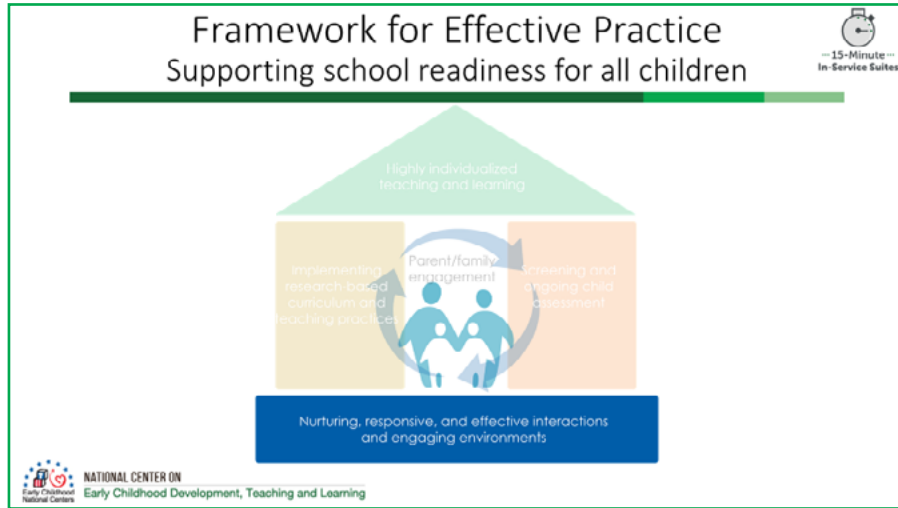 Framework for Effective Practice
Supporting school readiness for all children
–15-Minute–
In-Service Suites
Highly individualized
teaching and learning
Implementing
research-based
curriculum and
teaching practices
Parent/family
engagement
Screening and
ongoing child
assessment
Nurturing, responsive, and effective interactions
and engaging environments
Early Childhood
National Centers
NATIONAL CENTER ON
Early Childhood Development, Teaching and Learning